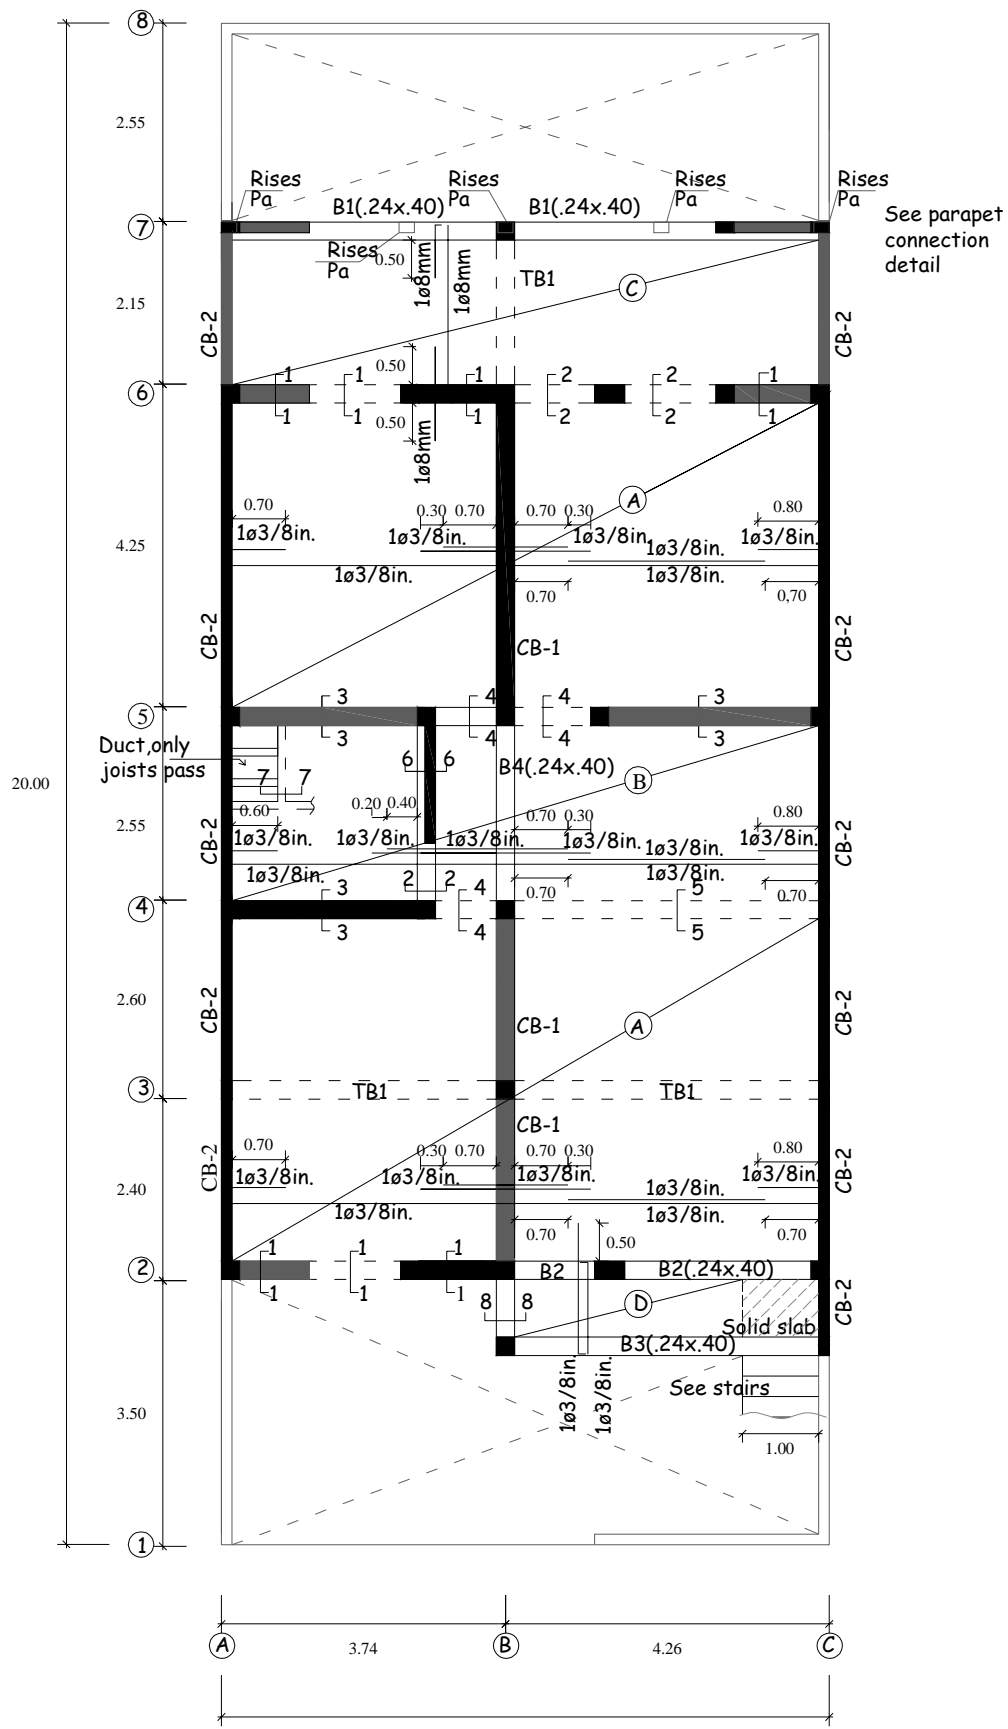 8
2.55
Rises
Pa
Rises
Pa
Rises
Pa
Rises
Pa
B1(.24x.40)
B1(.24x.40)
7
See parapet
connection
detail
Rises
Pa
0.50
1ø8mm
1ø8mm
TB1
C
2.15
CB-2
CB-2
0.50
6
1
1
1
2
2
1
1
1
1
2
2
1
0.50
1ø8mm
A
0.70
0.30
0.70
0.70
0.30
0.80
1ø3/8in.
1ø3/8in.
1ø3/8in.
1ø3/8in.
4.25
1ø3/8in.
1ø3/8in.
1ø3/8in.
0.70
0,70
CB-2
CB-1
CB-2
5
3
4
4
3
3
4
4
3
Duct,only
joists pass
6
6
B4(.24x.40)
B
7
7
20.00
0.60
0.20
0.40
0.70
0.30
0.80
2.55
CB-2
CB-2
1ø3/8in.
1ø3/8in.
1ø3/8in.
1ø3/8in.
1ø3/8in.
1ø3/8in.
1ø3/8in.
1ø3/8in.
2
2
0.70
0.70
4
3
4
5
3
4
5
2.60
CB-2
CB-1
A
CB-2
3
TB1
TB1
CB-1
0.70
0.30
0.70
0.70
0.30
0.80
CB-2
CB-2
1ø3/8in.
1ø3/8in.
1ø3/8in.
1ø3/8in.
2.40
1ø3/8in.
1ø3/8in.
1ø3/8in.
0.70
0.50
0.70
2
1
1
1
1
1
1
B2
B2(.24x.40)
CB-2
8
8
D
Solid slab
B3(.24x.40)
1ø3/8in.
1ø3/8in.
See stairs
3.50
1.00
1
A
3.74
B
4.26
C